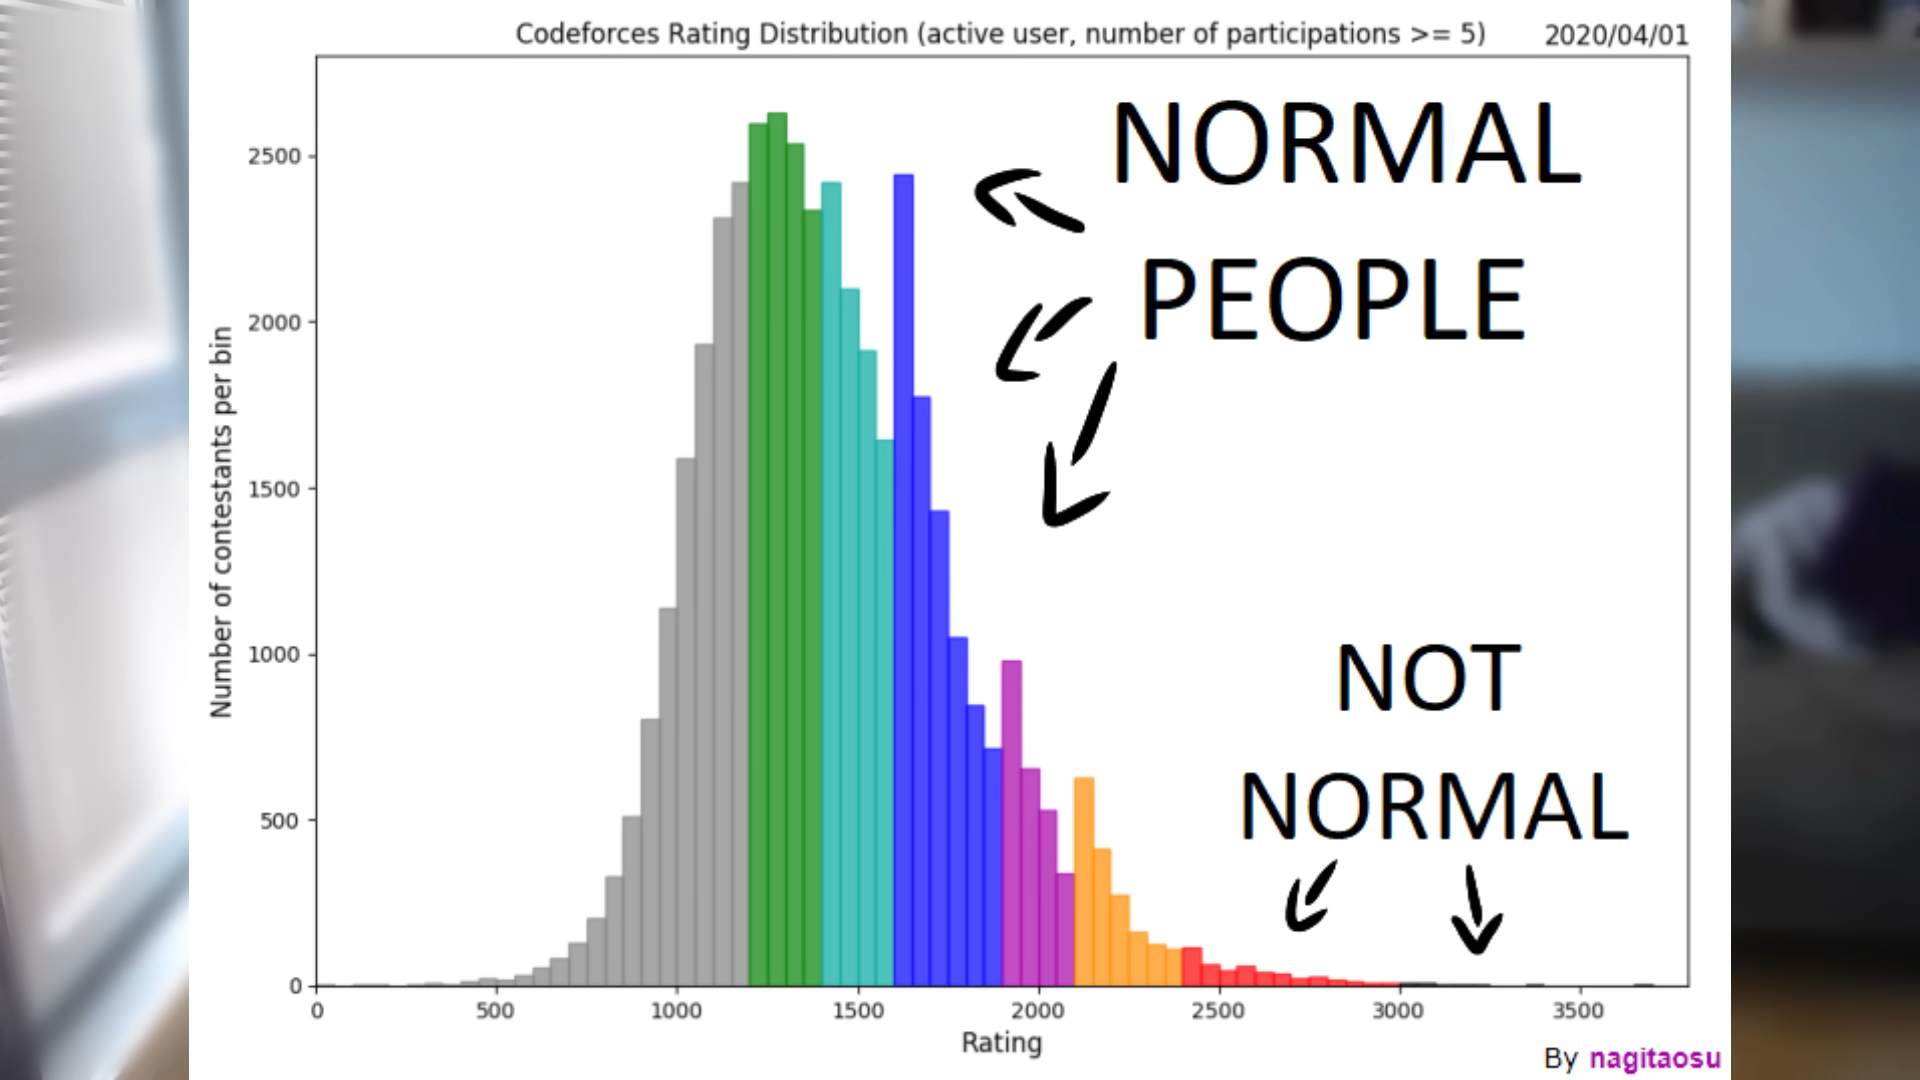 Codeforces Rating Distribution (active user, number of participations >= 5) 2020/04/01
NORMAL
PEOPLE
NOT
NORMAL
Number of contestants per bin
2500
2000
1500
1000
500
0
0 500 1000 1500 2000 2500 3000 3500
Rating
By nagitaosu